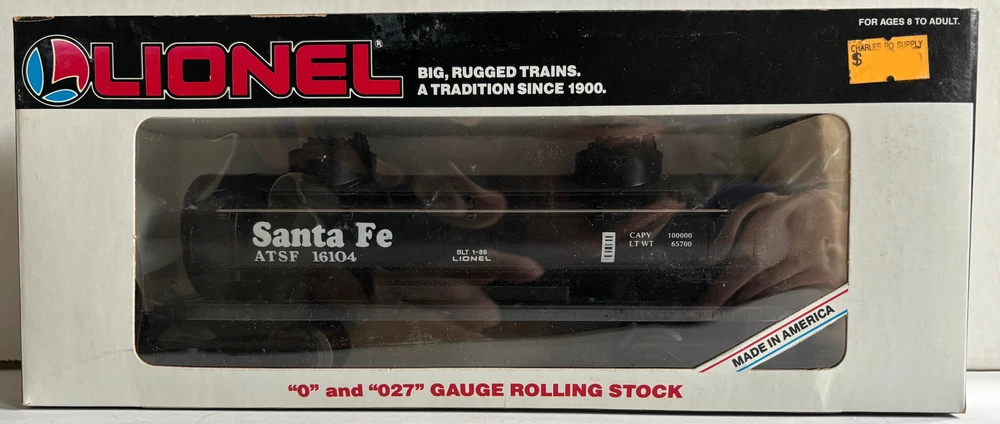 FOR AGES 8 TO ADULT.
LIONEL®
BIG, RUGGED TRAINS.
A TRADITION SINCE 1900.
CHARLES RO SUPPLY
$
Santa Fe
ATSF 16104
BLT 1-89
LIONEL
CAPY 100000
LT WT 65700
MADE IN AMERICA
"O" and "027" GAUGE ROLLING STOCK